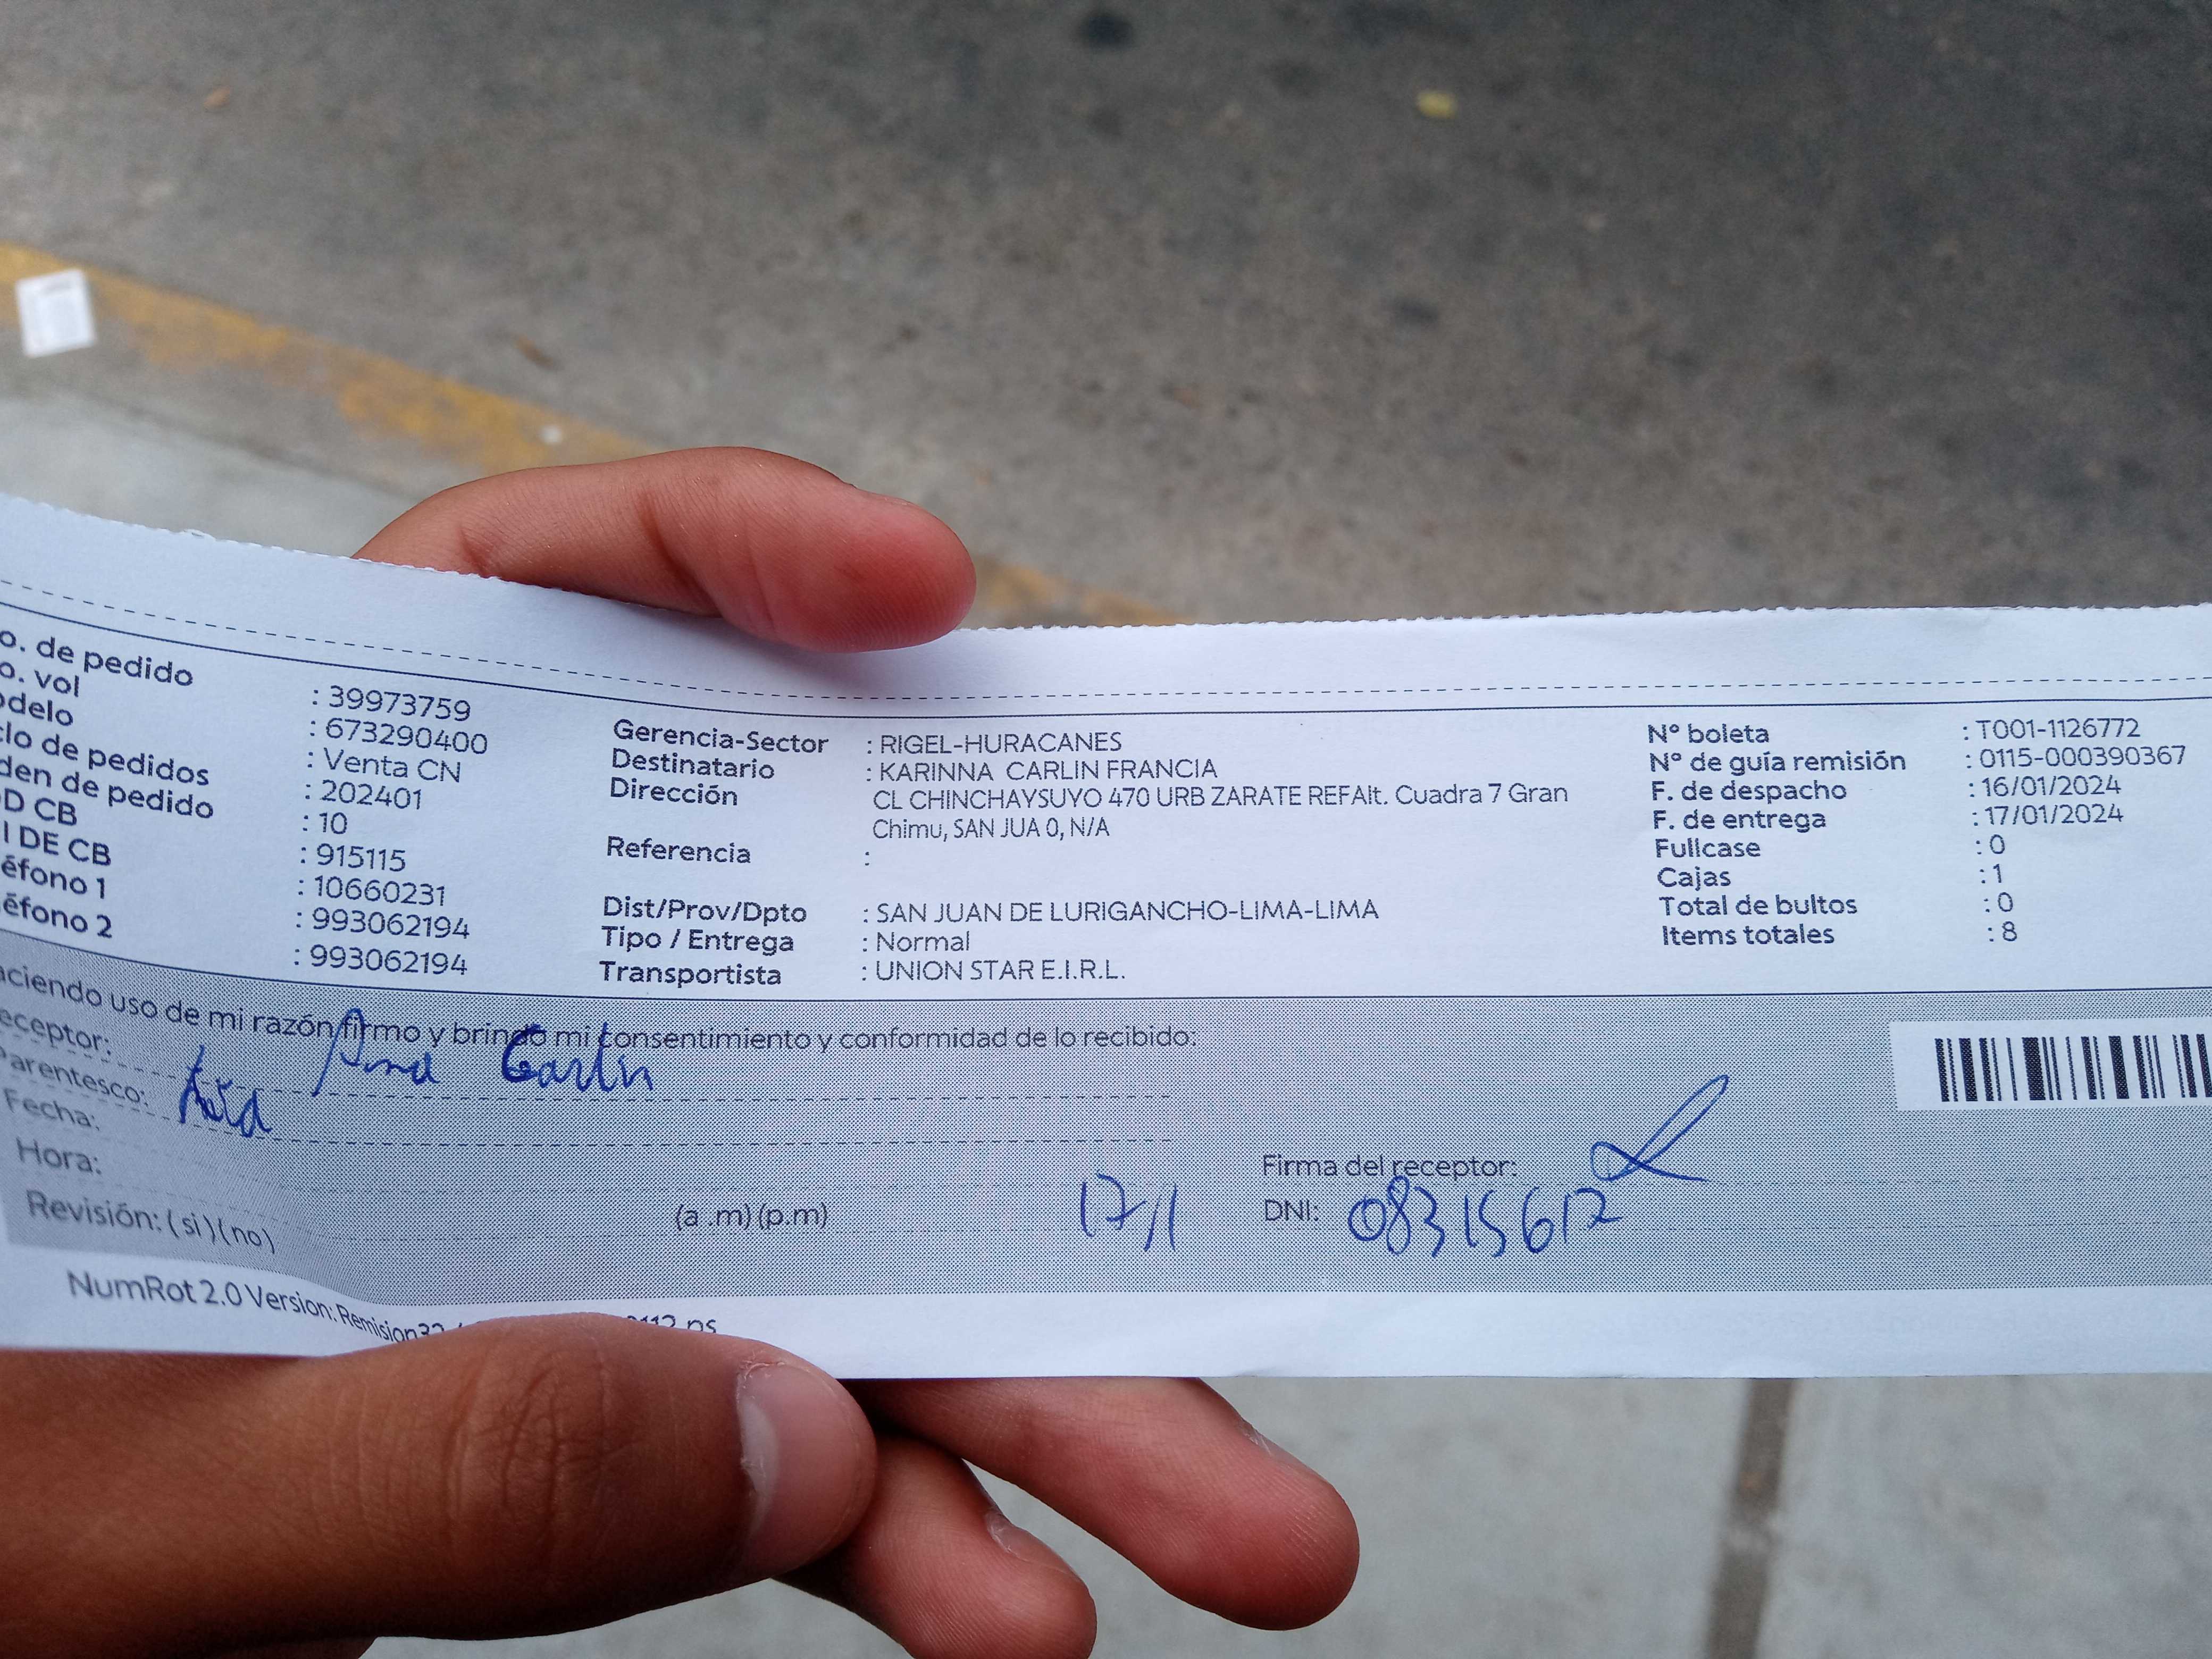 o. de pedido : 39973759
o. vol : 673290400
odelo : Venta CN
clo de pedidos : 202401
den de pedido : 10
OD CB : 915115
I DE CB : 10660231
éfono 1 : 993062194
éfono 2 : 993062194
Gerencia-Sector : RIGEL-HURACANES
Destinatario : KARINNA CARLIN FRANCIA
Dirección CL CHINCHAYSUYO 470 URB ZARATE REFAlt. Cuadra 7 Gran
Chimu, SAN JUA 0, N/A
Referencia :
Dist/Prov/Dpto : SAN JUAN DE LURIGANCHO-LIMA-LIMA
Tipo / Entrega : Normal
Transportista : UNION STAR E.I.R.L.
N° boleta : T001-1126772
N° de guía remisión : 0115-000390367
F. de despacho : 16/01/2024
F. de entrega : 17/01/2024
Fullcase : 0
Cajas : 1
Total de bultos : 0
Items totales : 8
aciendo uso de mi razón firmo y brindo mi consentimiento y conformidad de lo recibido:
eceptor: Ana Carlin
Parentesco:
Fecha:
Hora: (a .m) (p.m) 17/1
Revisión: (si) (no)
Firma del receptor:
DNI: 08315612
NumRot 2.0 Version: Remision